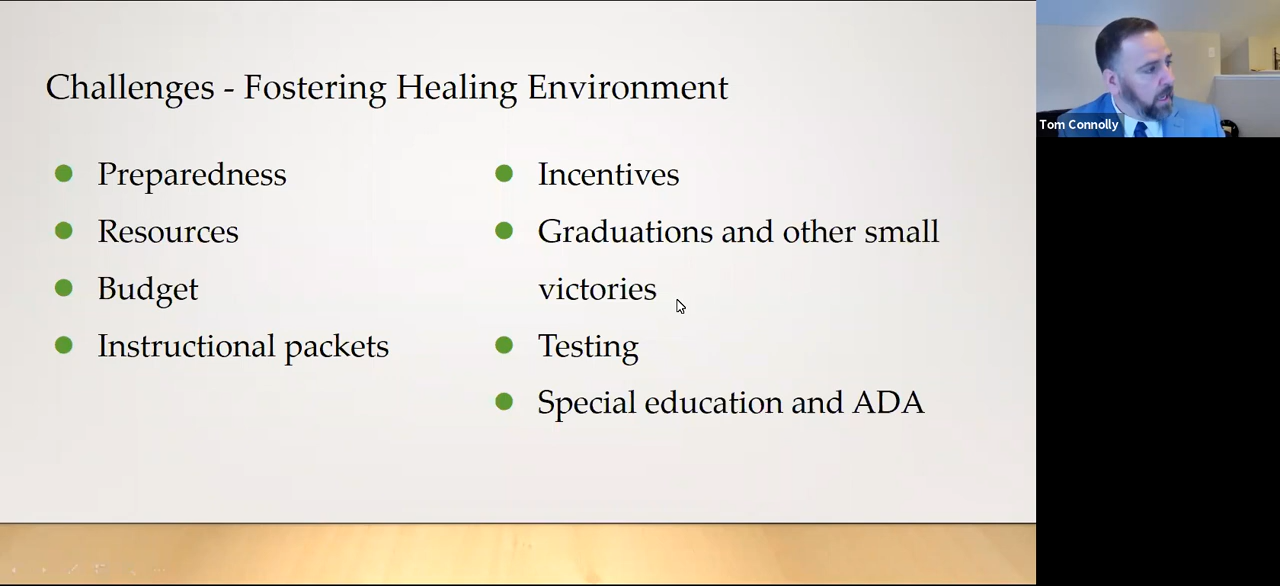 Challenges - Fostering Healing Environment
Preparedness
Resources
Budget
Instructional packets
Incentives
Graduations and other small
victories
Testing
Special education and ADA
Tom Connolly